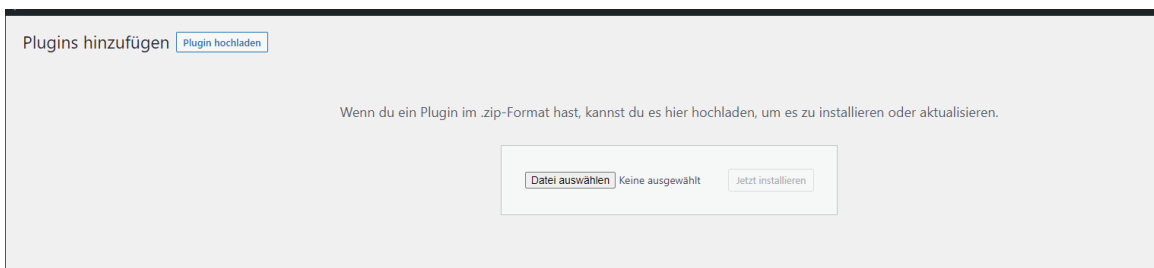 Plugins hinzufügen Plugin hochladen
Wenn du ein Plugin im .zip-Format hast, kannst du es hier hochladen, um es zu installieren oder aktualisieren.
Datei auswählen Keine ausgewählt Jetzt installieren